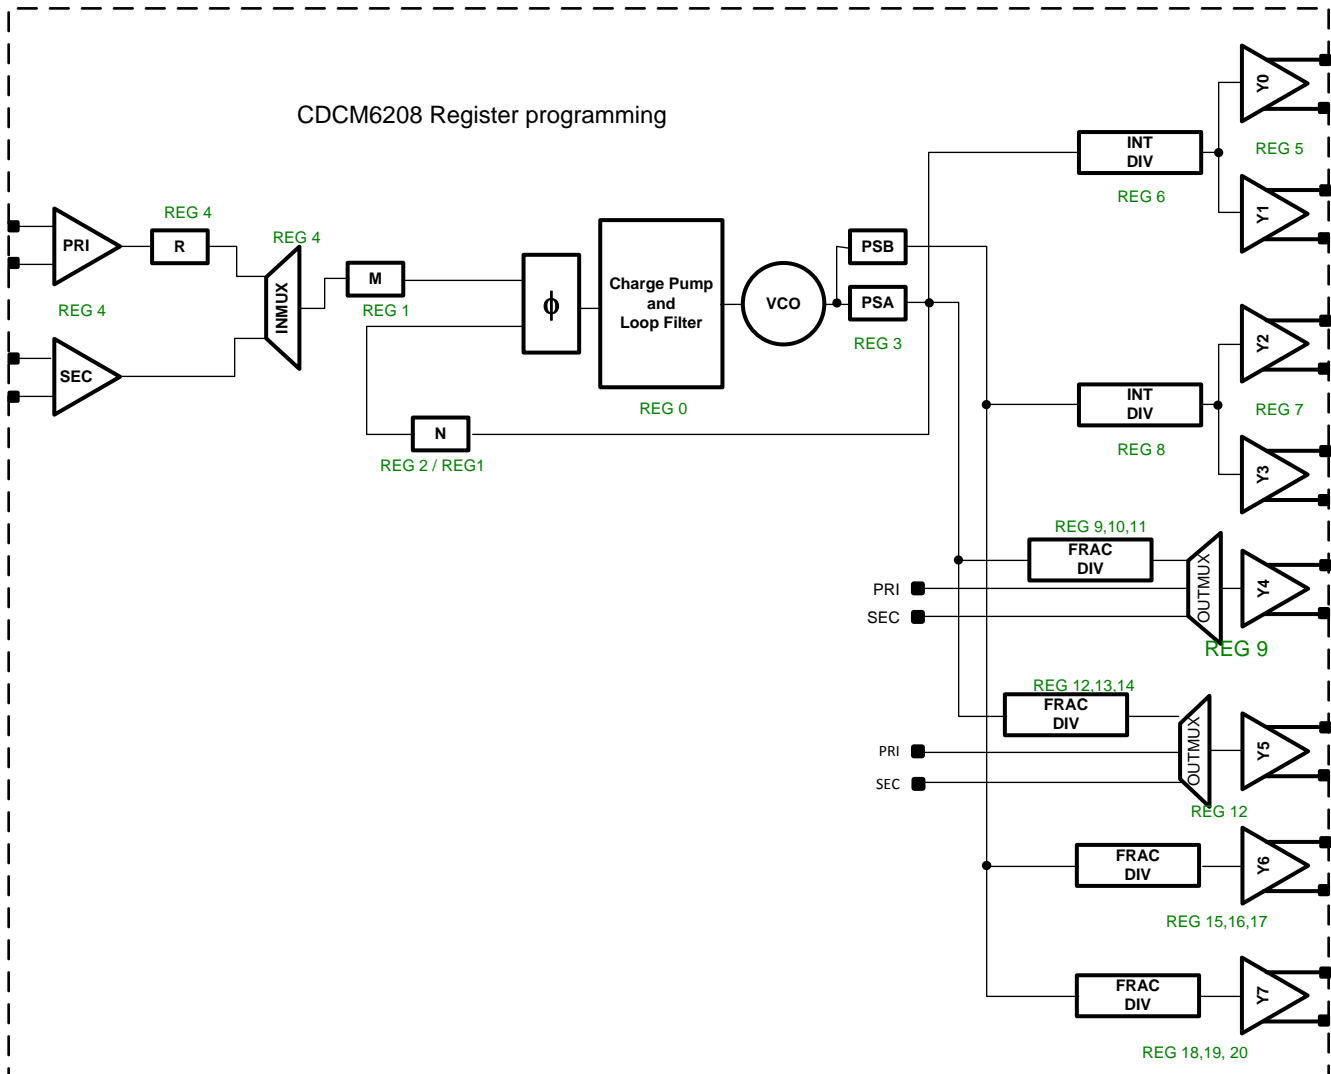 CDCM6208 Register programming
Y0
INT
DIV
REG 5
REG 6
Y1
REG 4
PRI
R
REG 4
INMUX
M
REG 1
REG 4
SEC
ϕ
Charge Pump
and
Loop Filter
REG 0
VCO
PSB
PSA
REG 3
N
REG 2 / REG1
Y2
INT
DIV
REG 7
REG 8
Y3
REG 9,10,11
FRAC
DIV
PRI
SEC
OUTMUX
Y4
REG 9
REG 12,13,14
FRAC
DIV
PRI
SEC
OUTMUX
Y5
REG 12
FRAC
DIV
Y6
REG 15,16,17
FRAC
DIV
Y7
REG 18,19, 20